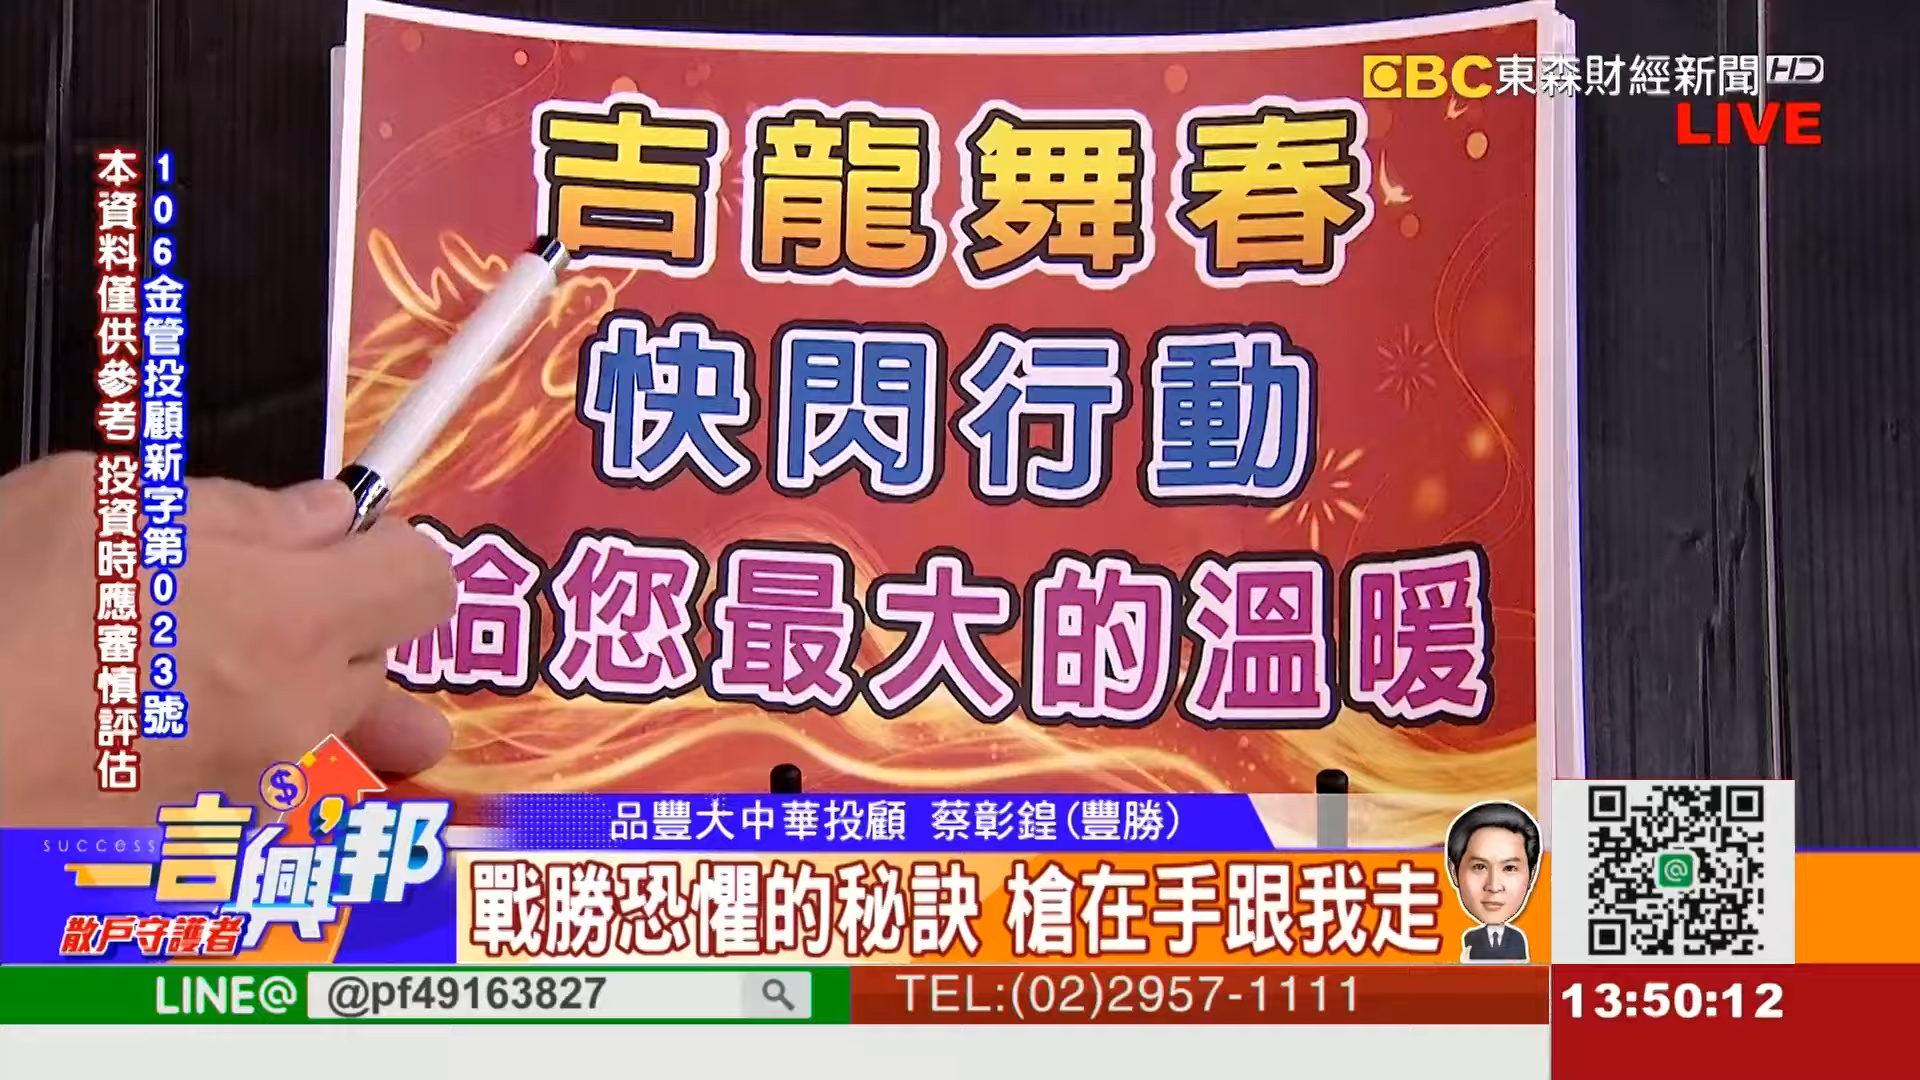 EBC東森財經新聞HD
LIVE
106金管投顧新字第023號
本資料僅供參考 投資時應審慎評估
吉龍舞春
快閃行動
給您最大的溫暖
success
一言興邦
散戶守護者
品豐大中華投顧 蔡彰鍠(豐勝)
戰勝恐懼的秘訣 槍在手跟我走
LINE@ @pf49163827
TEL:(02)2957-1111
13:50:12